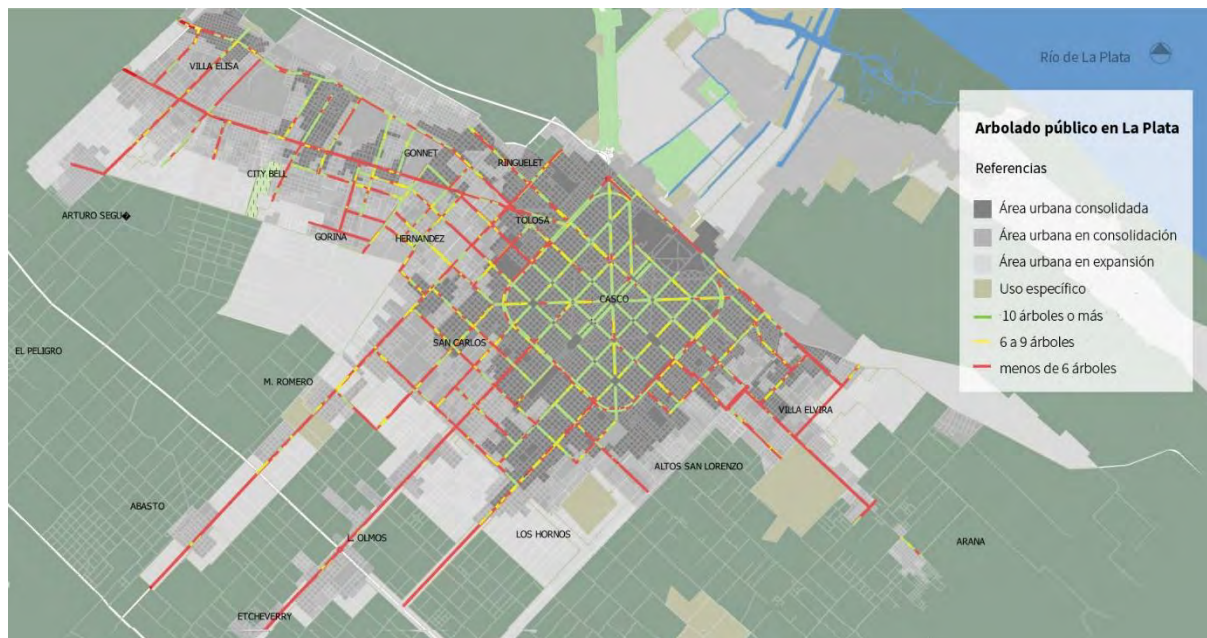 Río de La Plata
Arbolado público en La Plata
Referencias
Área urbana consolidada
Área urbana en consolidación
Área urbana en expansión
Uso específico
10 árboles o más
6 a 9 árboles
menos de 6 árboles
VILLA ELISA
CITY BELL
GONNET
RINGUELET
ARTURO SEGU�
GORINA
HERNANDEZ
TOLOSA
CASCO
EL PELIGRO
SAN CARLOS
M. ROMERO
VILLA ELVIRA
ALTOS SAN LORENZO
ABASTO
L. OLMOS
LOS HORNOS
ARANA
ETCHEVERRY